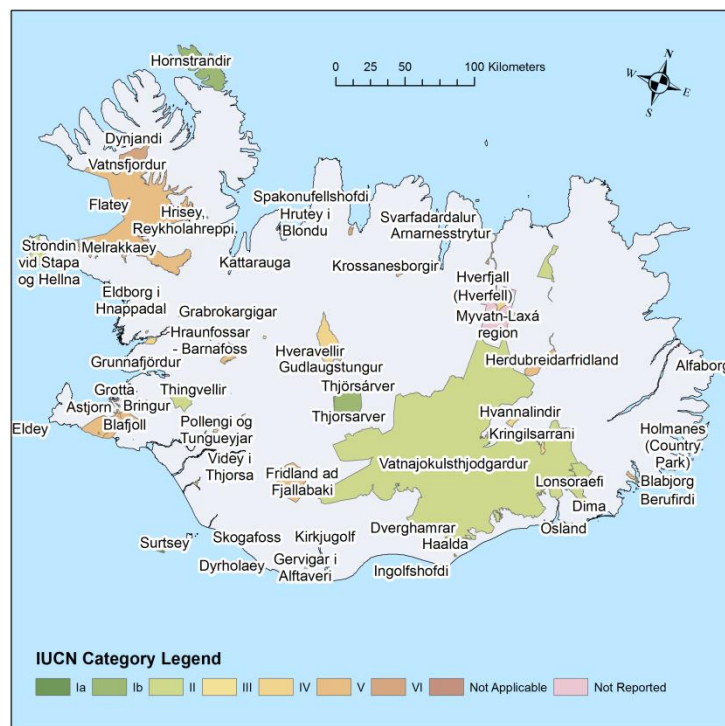 Hornstrandir
0 25 50 100 Kilometers
N
W
E
S
Dynjandi
Vatnsfjordur
Flatey
Hrisey,
Reykholahreppi
Spakonufellshofdi
Hrutey i
Blondu
Svarfadardalur
Arnarnesstrytur
Strondin
vid Stapa
og Hellna
Melrakkaey
Kattarauga
Krossanesborgir
Hverfjall
(Hverfell)
Myvatn-Laxá
region
Eldborg i
Hnappadal
Grabrokargigar
Hraunfossar
- Barnafoss
Grunnafjördur
Hveravellir
Gudlaugstungur
Herdubreidarfridland
Alfaborg
Thjörsárver
Thjorsarver
Grotta
Astjorn
Bringur
Thingvellir
Hvannalindir
Kringilsarrani
Eldey
Blafjoll
Pollengi og
Tungueyjar
Videy i
Thjorsa
Holmanes
(Country
Park)
Fridland ad
Fjallabaki
Vatnajokulsthjodgardur
Lonsoraefi
Blabjorg
Berufirdi
Dima
Surtsey
Skogafoss
Kirkjugolf
Dverghamrar
Haalda
Osland
Dyrholaey
Gervigar i
Alftaveri
Ingolfshofdi
IUCN Category Legend
Ia Ib II III IV V VI Not Applicable Not Reported